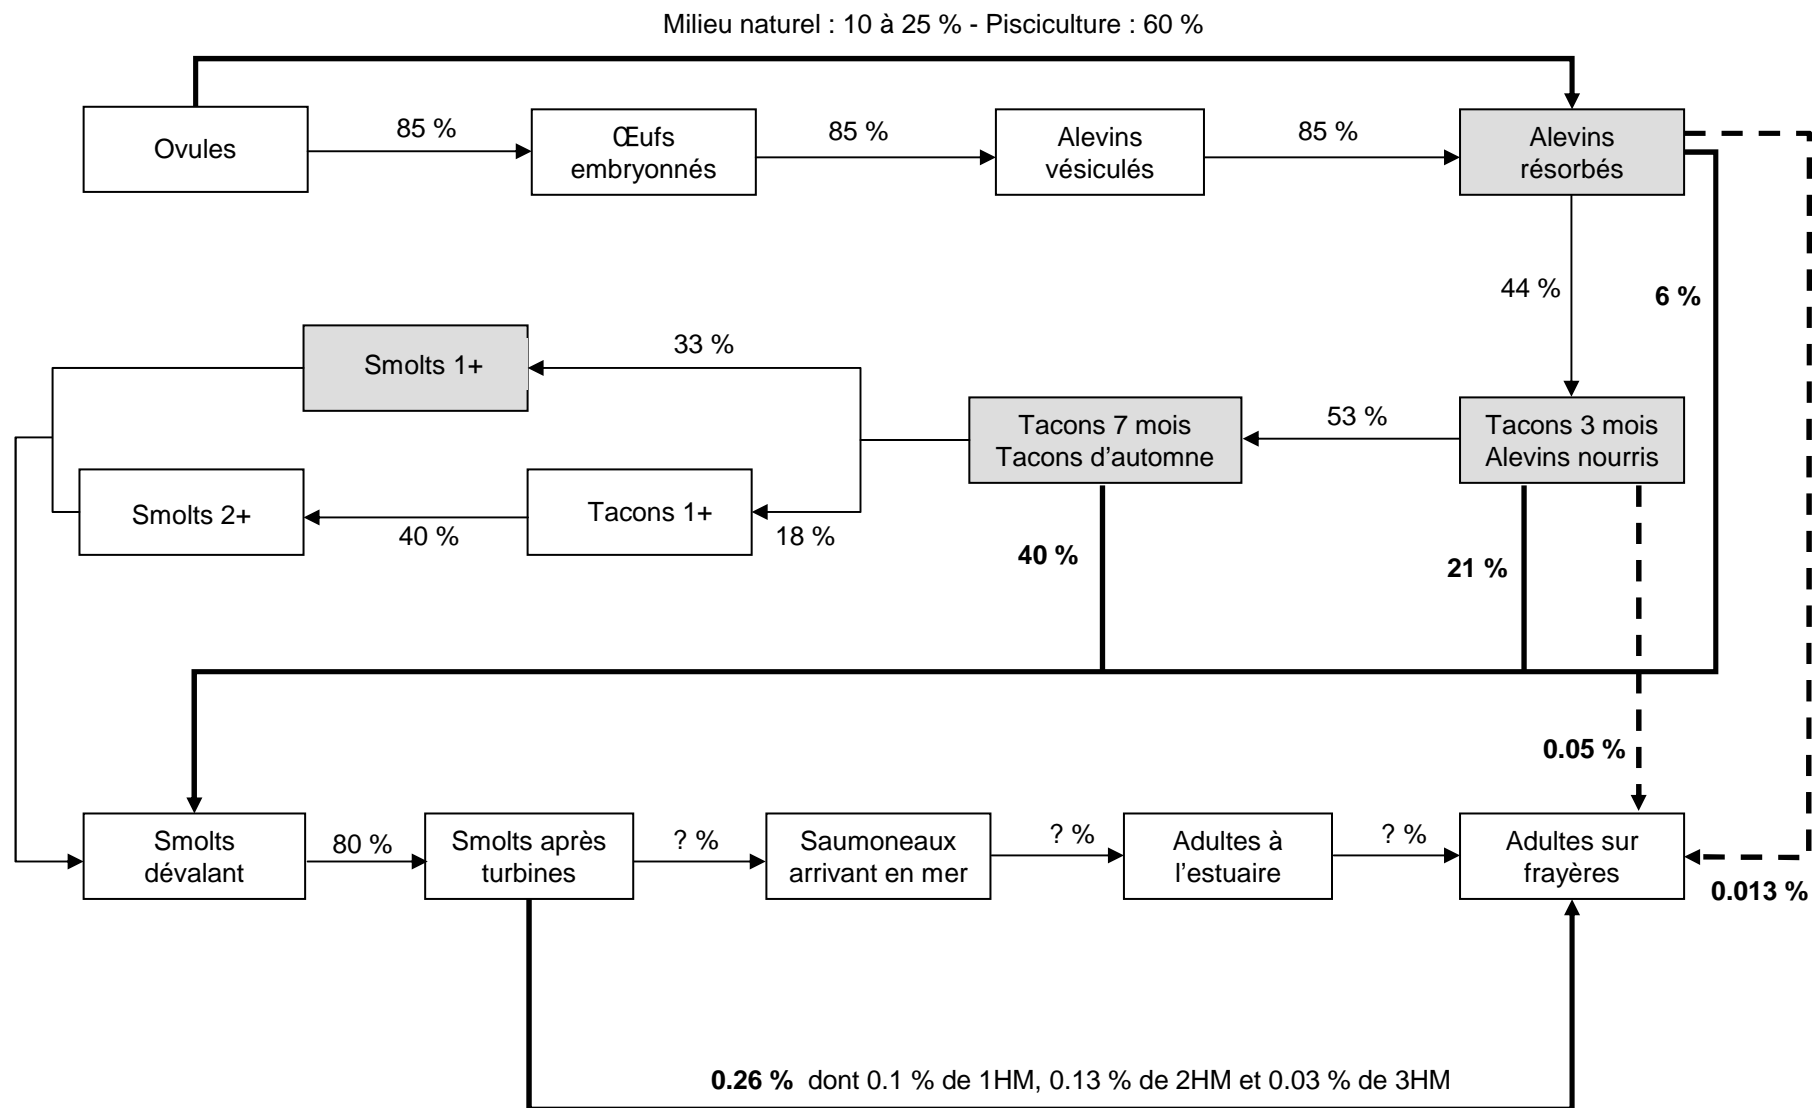 Milieu naturel : 10 à 25 % - Pisciculture : 60 %
Ovules
85 %
Œufs
embryonnés
85 %
Alevins
vésiculés
85 %
Alevins
résorbés
44 %
6 %
Smolts 1+
33 %
Tacons 7 mois
Tacons d’automne
53 %
Tacons 3 mois
Alevins nourris
Smolts 2+
40 %
Tacons 1+
18 %
40 %
21 %
0.05 %
Smolts
dévalant
80 %
Smolts après
turbines
? %
Saumoneaux
arrivant en mer
? %
Adultes à
l’estuaire
? %
Adultes sur
frayères
0.013 %
0.26 % dont 0.1 % de 1HM, 0.13 % de 2HM et 0.03 % de 3HM